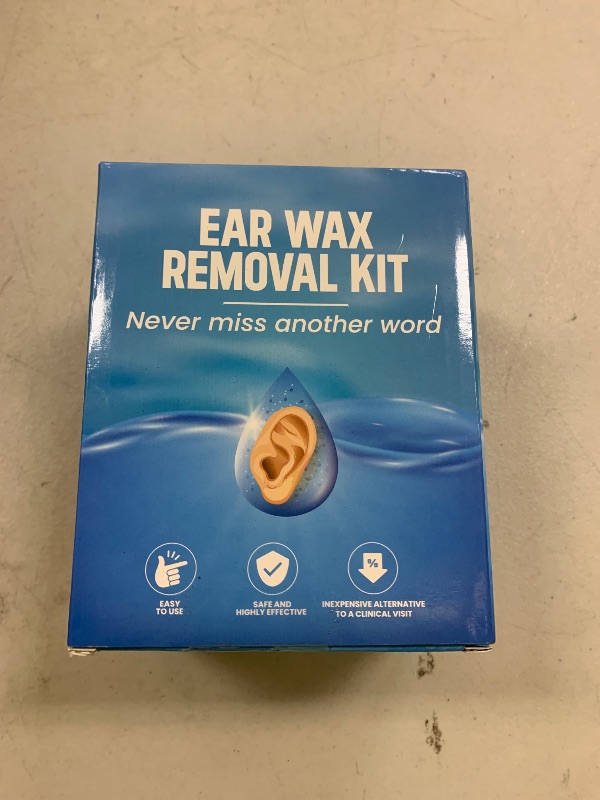 EAR WAX
REMOVAL KIT
Never miss another word
%
EASY
TO USE
SAFE AND
HIGHLY EFFECTIVE
INEXPENSIVE ALTERNATIVE
TO A CLINICAL VISIT